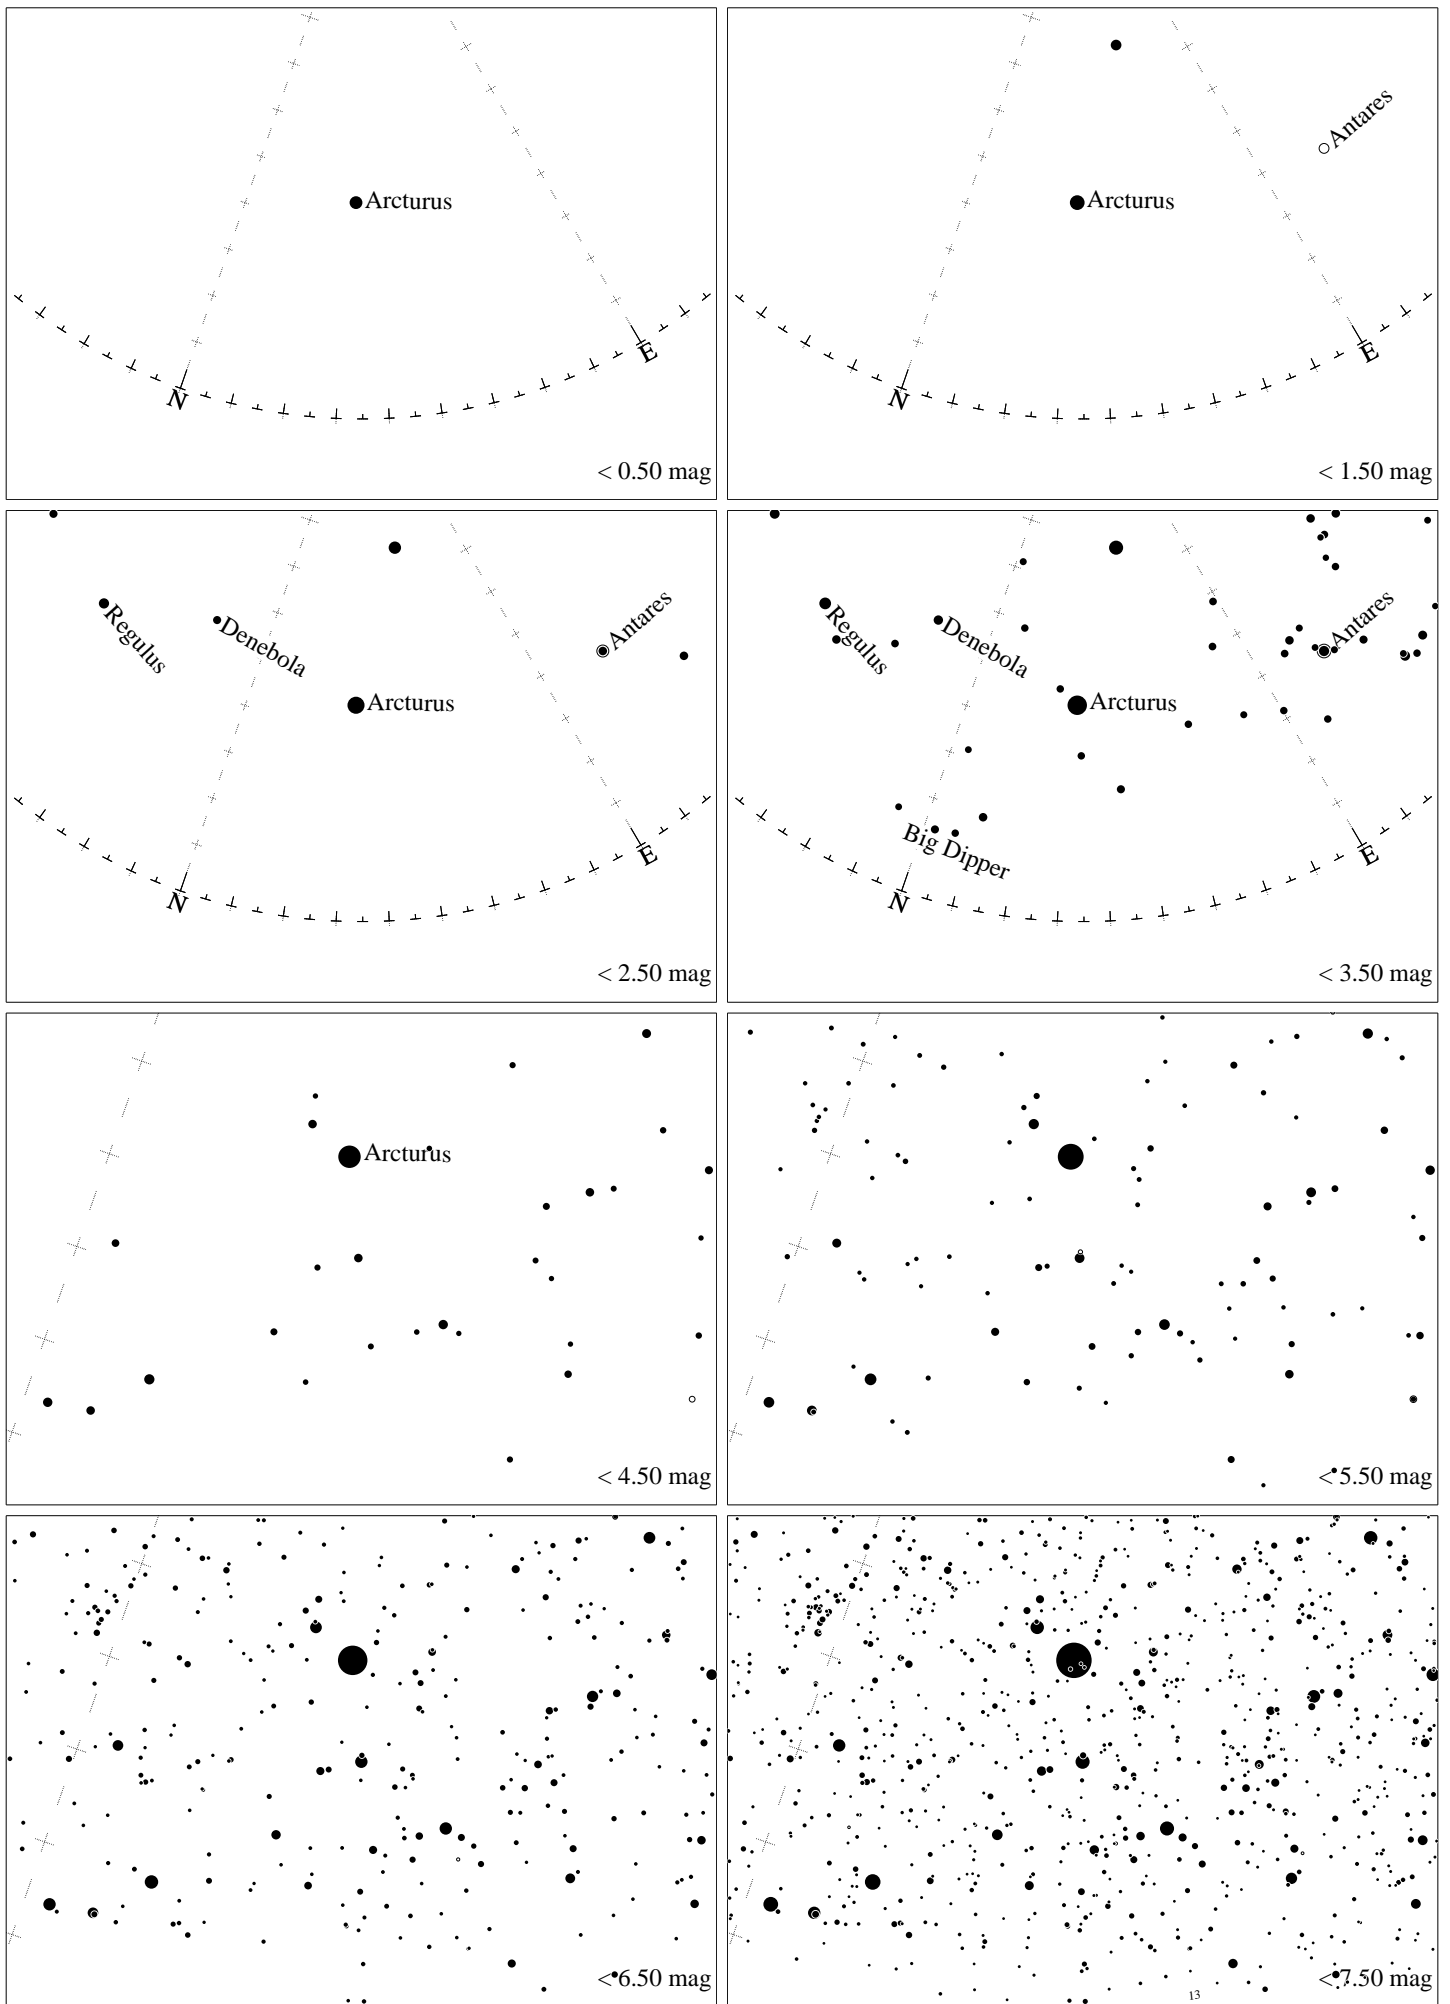 Arcturus
N
E
< 0.50 mag
Antares
Arcturus
N
E
< 1.50 mag
Regulus
Denebola
Antares
Arcturus
N
E
< 2.50 mag
Regulus
Denebola
Antares
Arcturus
Big Dipper
N
E
< 3.50 mag
Arcturus
< 4.50 mag
< 5.50 mag
< 6.50 mag
< 7.50 mag
13